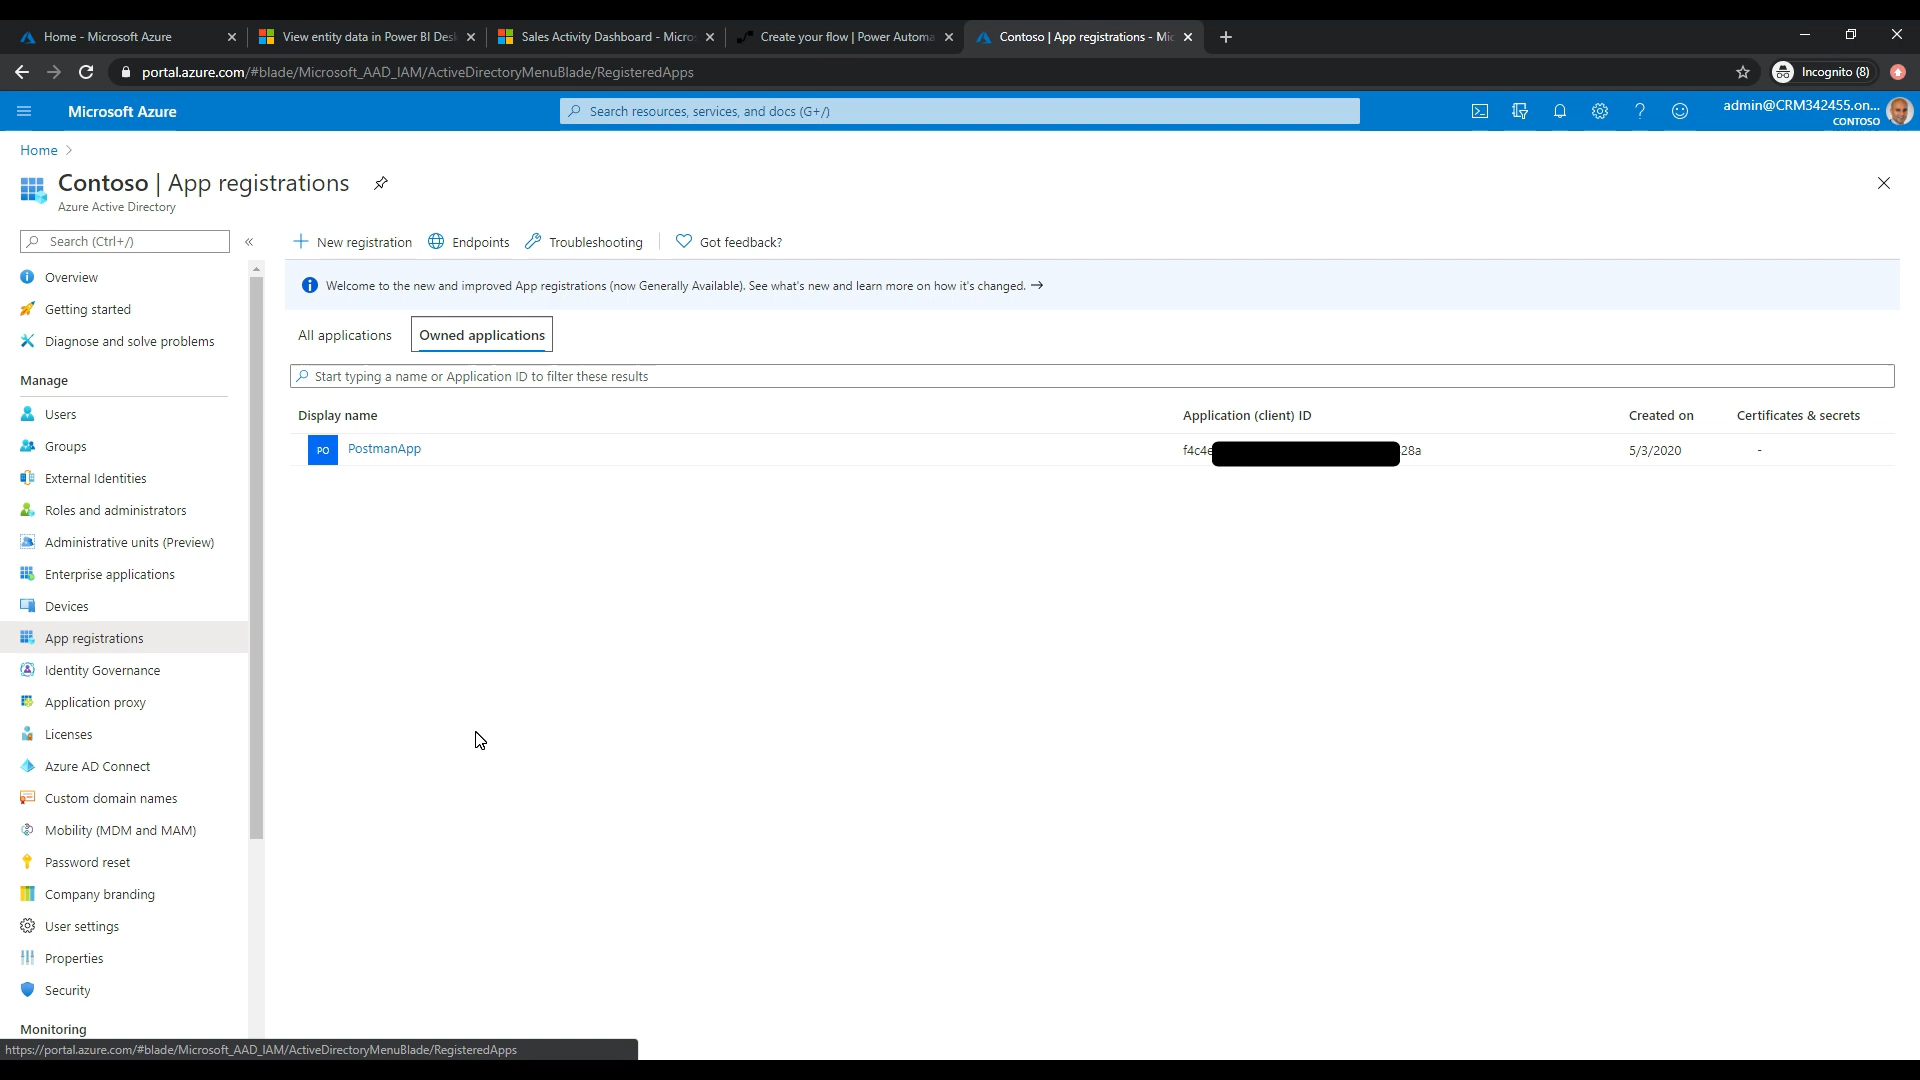 Home - Microsoft Azure
View entity data in Power BI Des
Sales Activity Dashboard - Micro
Create your flow | Power Automa
Contoso | App registrations - Mic
portal.azure.com/#blade/Microsoft_AAD_IAM/ActiveDirectoryMenuBlade/RegisteredApps
Incognito (8)
Microsoft Azure
Search resources, services, and docs (G+/)
admin@CRM342455.on...
CONTOSO
Home >
Contoso | App registrations
Azure Active Directory
Search (Ctrl+/)
«
New registration
Endpoints
Troubleshooting
Got feedback?
Overview
Getting started
Diagnose and solve problems
Manage
Users
Groups
External Identities
Roles and administrators
Administrative units (Preview)
Enterprise applications
Devices
App registrations
Identity Governance
Application proxy
Licenses
Azure AD Connect
Custom domain names
Mobility (MDM and MAM)
Password reset
Company branding
User settings
Properties
Security
Monitoring
Welcome to the new and improved App registrations (now Generally Available). See what's new and learn more on how it's changed. →
All applications
Owned applications
Start typing a name or Application ID to filter these results
Display name
Application (client) ID
Created on
Certificates & secrets
PO
PostmanApp
f4c4e
28a
5/3/2020
-
https://portal.azure.com/#blade/Microsoft_AAD_IAM/ActiveDirectoryMenuBlade/RegisteredApps